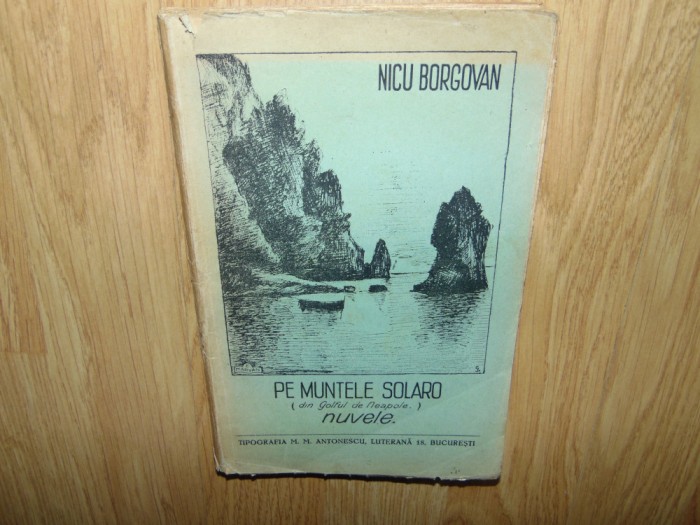 NICU BORGOVAN
PE MUNTELE SOLARO
(din Golful de Neapole.)
nuvele.
TIPOGRAFIA M. M. ANTONESCU, LUTERANĂ 18, BUCUREȘTI